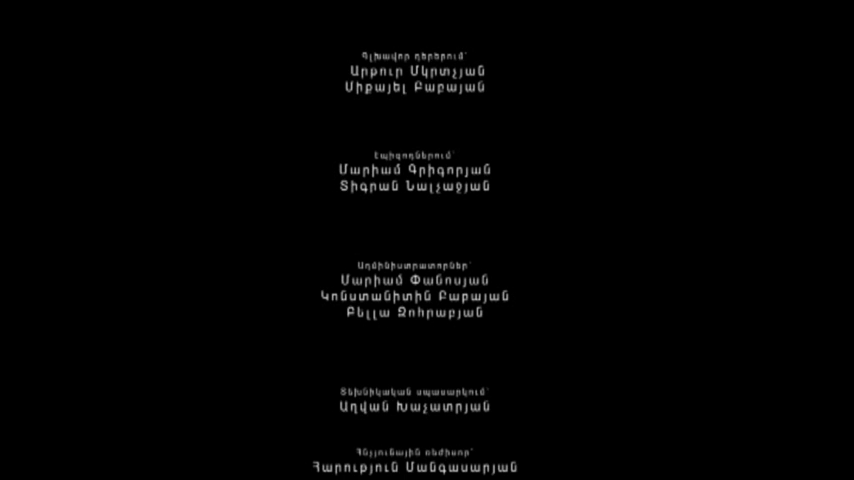 Գլխավոր դերերում՝
Արթուր Մկրտչյան
Միքայել Բաբայան
էպիզոդներում՝
Մարիամ Գրիգորյան
Տիգրան Նալչաջյան
Ադմինիստրատորներ՝
Մարիամ Փանոսյան
Կոնստանիտին Բաբայան
Բելլա Զոհրաբյան
Տեխնիկական սպասարկում՝
Աղվան Խաչատրյան
Հնչյունային ռեժիսոր՝
Հարություն Մանգասարյան